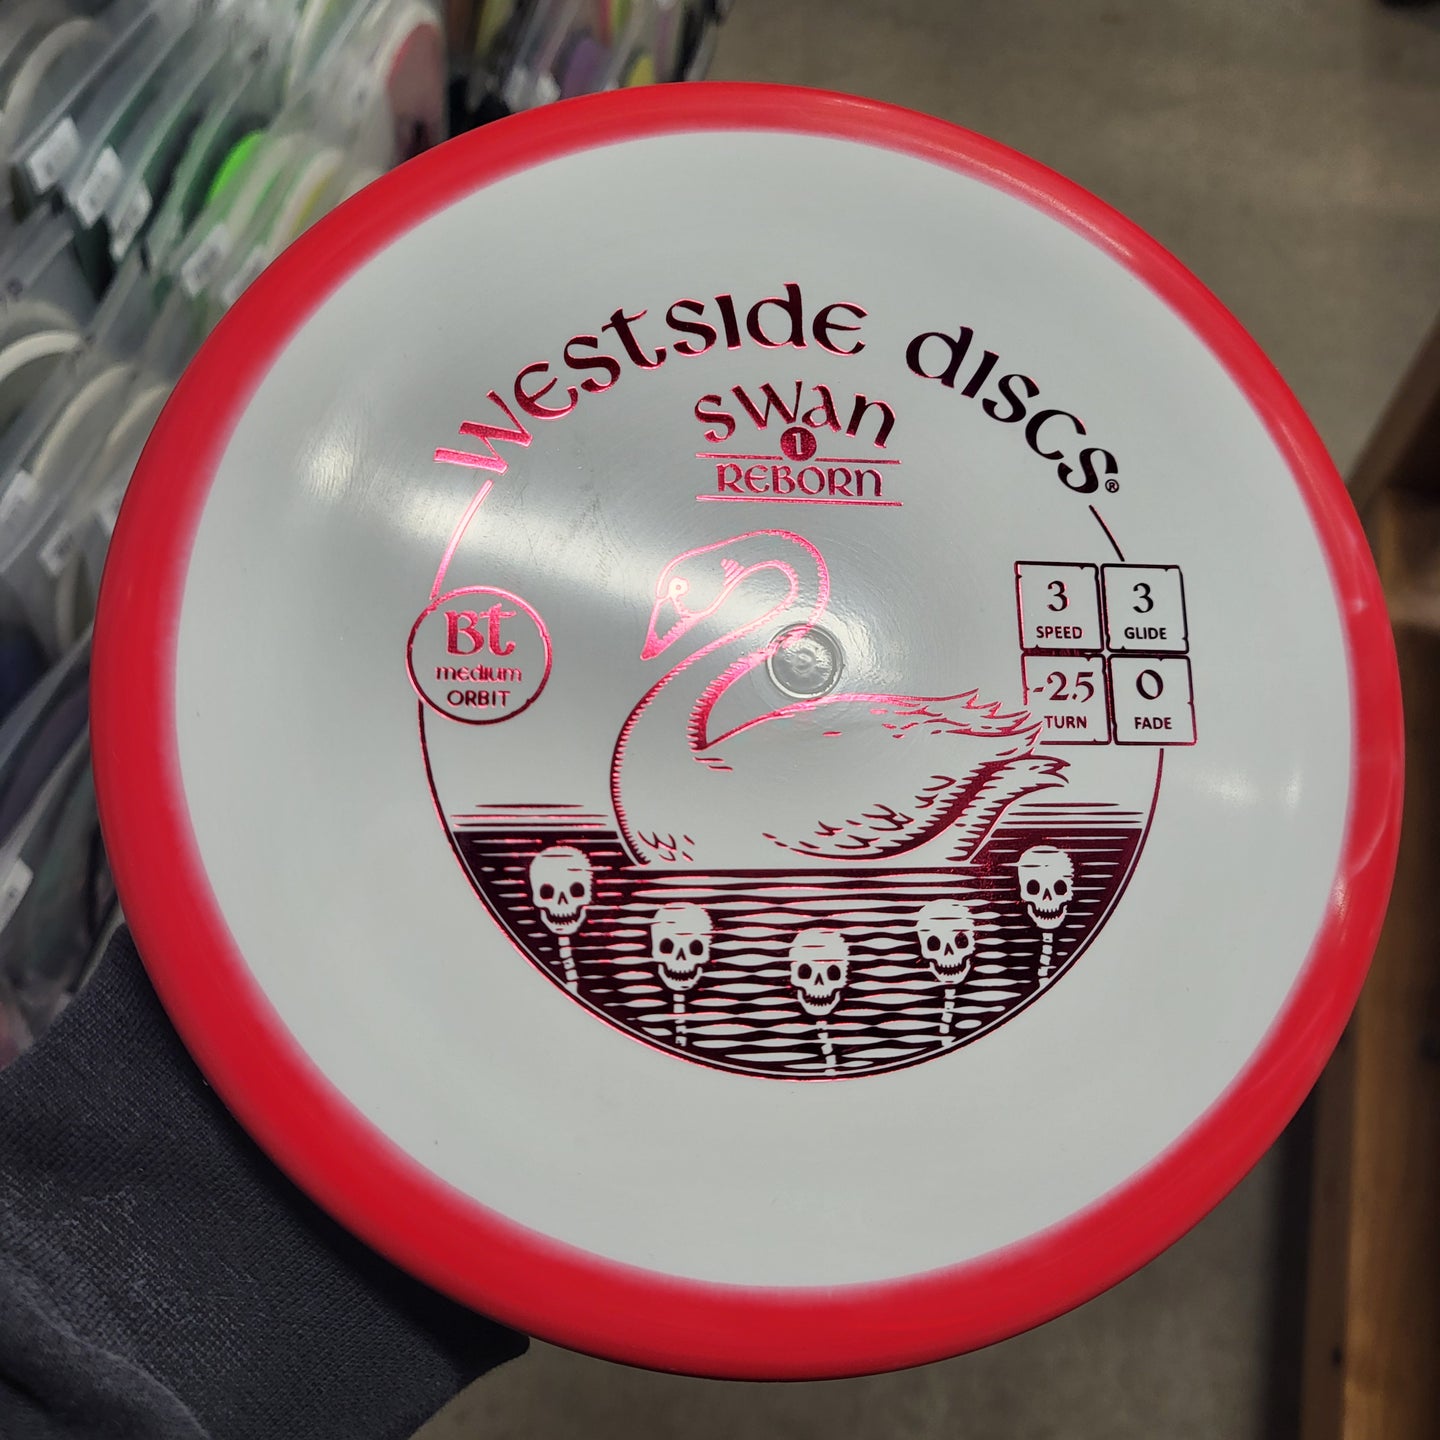 Westside discs®
Swan
1
Reborn
Bt
medium
ORBIT
3
SPEED
3
GLIDE
-2.5
TURN
0
FADE